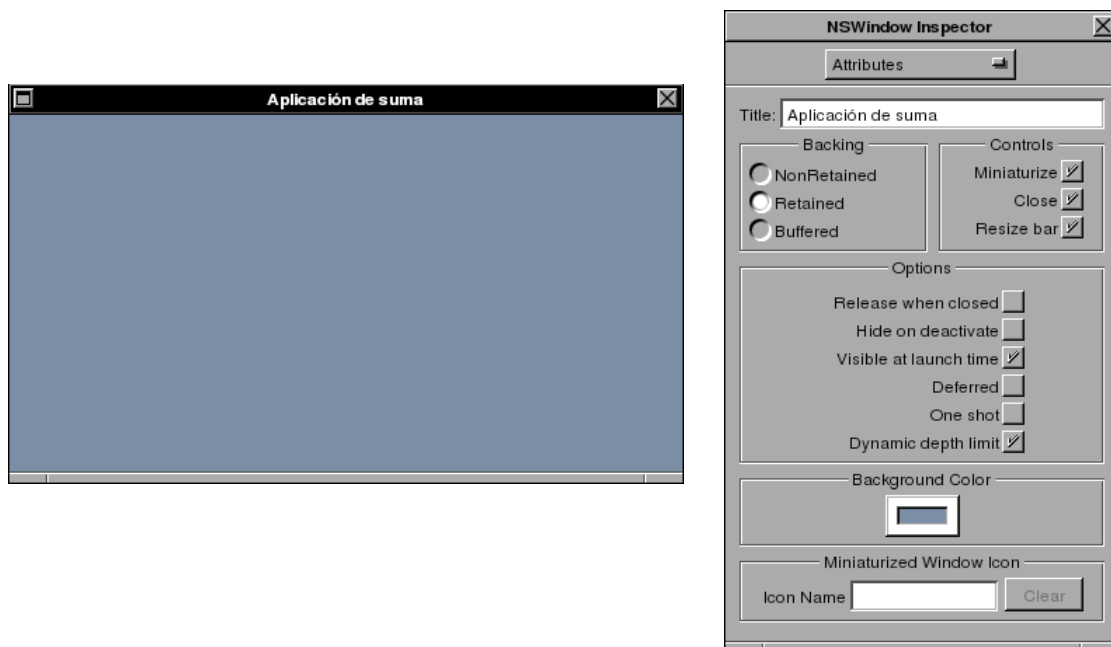 Aplicación de suma
NSWindow Inspector
Attributes
Title: Aplicación de suma
Backing
NonRetained
Retained
Buffered
Controls
Miniaturize
Close
Resize bar
Options
Release when closed
Hide on deactivate
Visible at launch time
Deferred
One shot
Dynamic depth limit
Background Color
Miniaturized Window Icon
Icon Name
Clear